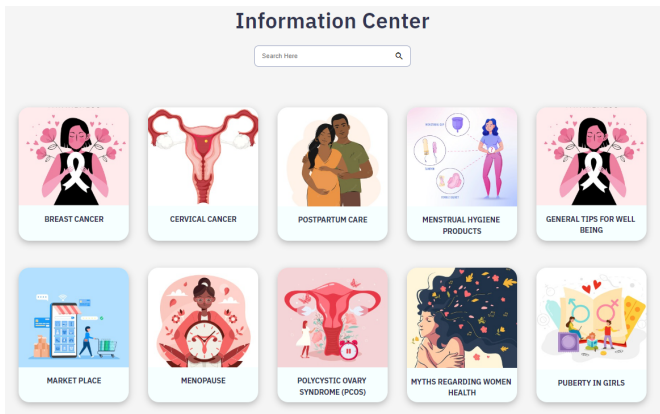 Information Center
Search Here
BREAST CANCER
CERVICAL CANCER
POSTPARTUM CARE
MENSTRUAL HYGIENE
PRODUCTS
GENERAL TIPS FOR WELL
BEING
MARKET PLACE
MENOPAUSE
POLYCYSTIC OVARY
SYNDROME (PCOS)
MYTHS REGARDING WOMEN
HEALTH
PUBERTY IN GIRLS